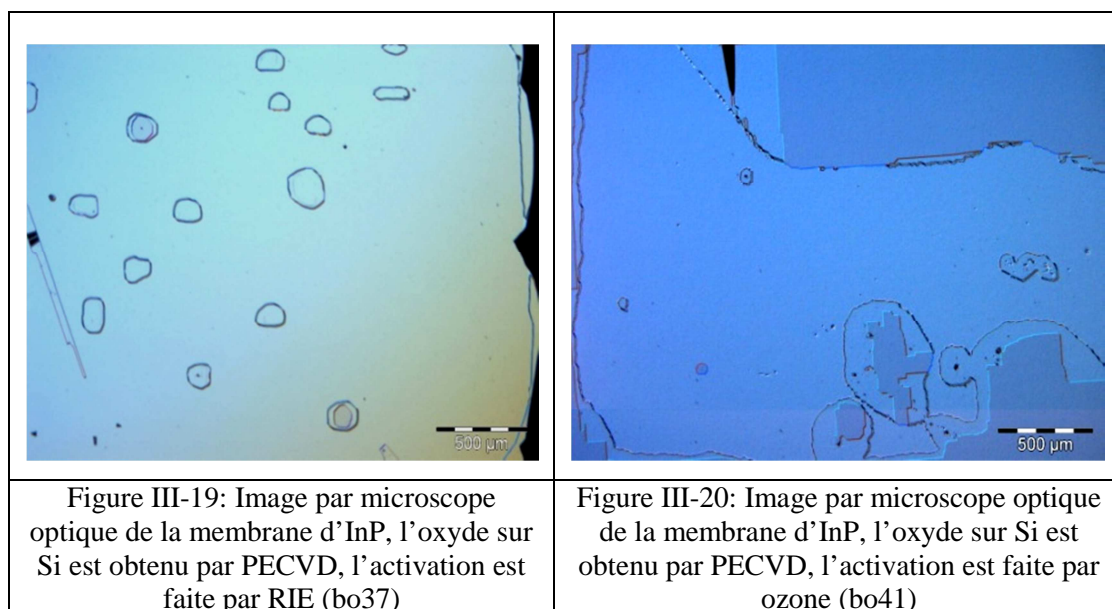 500 µm
500 µm
Figure III-19: Image par microscope
optique de la membrane d'InP, l'oxyde sur
Si est obtenu par PECVD, l'activation est
faite par RIE (bo37)
Figure III-20: Image par microscope optique
de la membrane d'InP, l'oxyde sur Si est
obtenu par PECVD, l'activation est faite par
ozone (bo41)